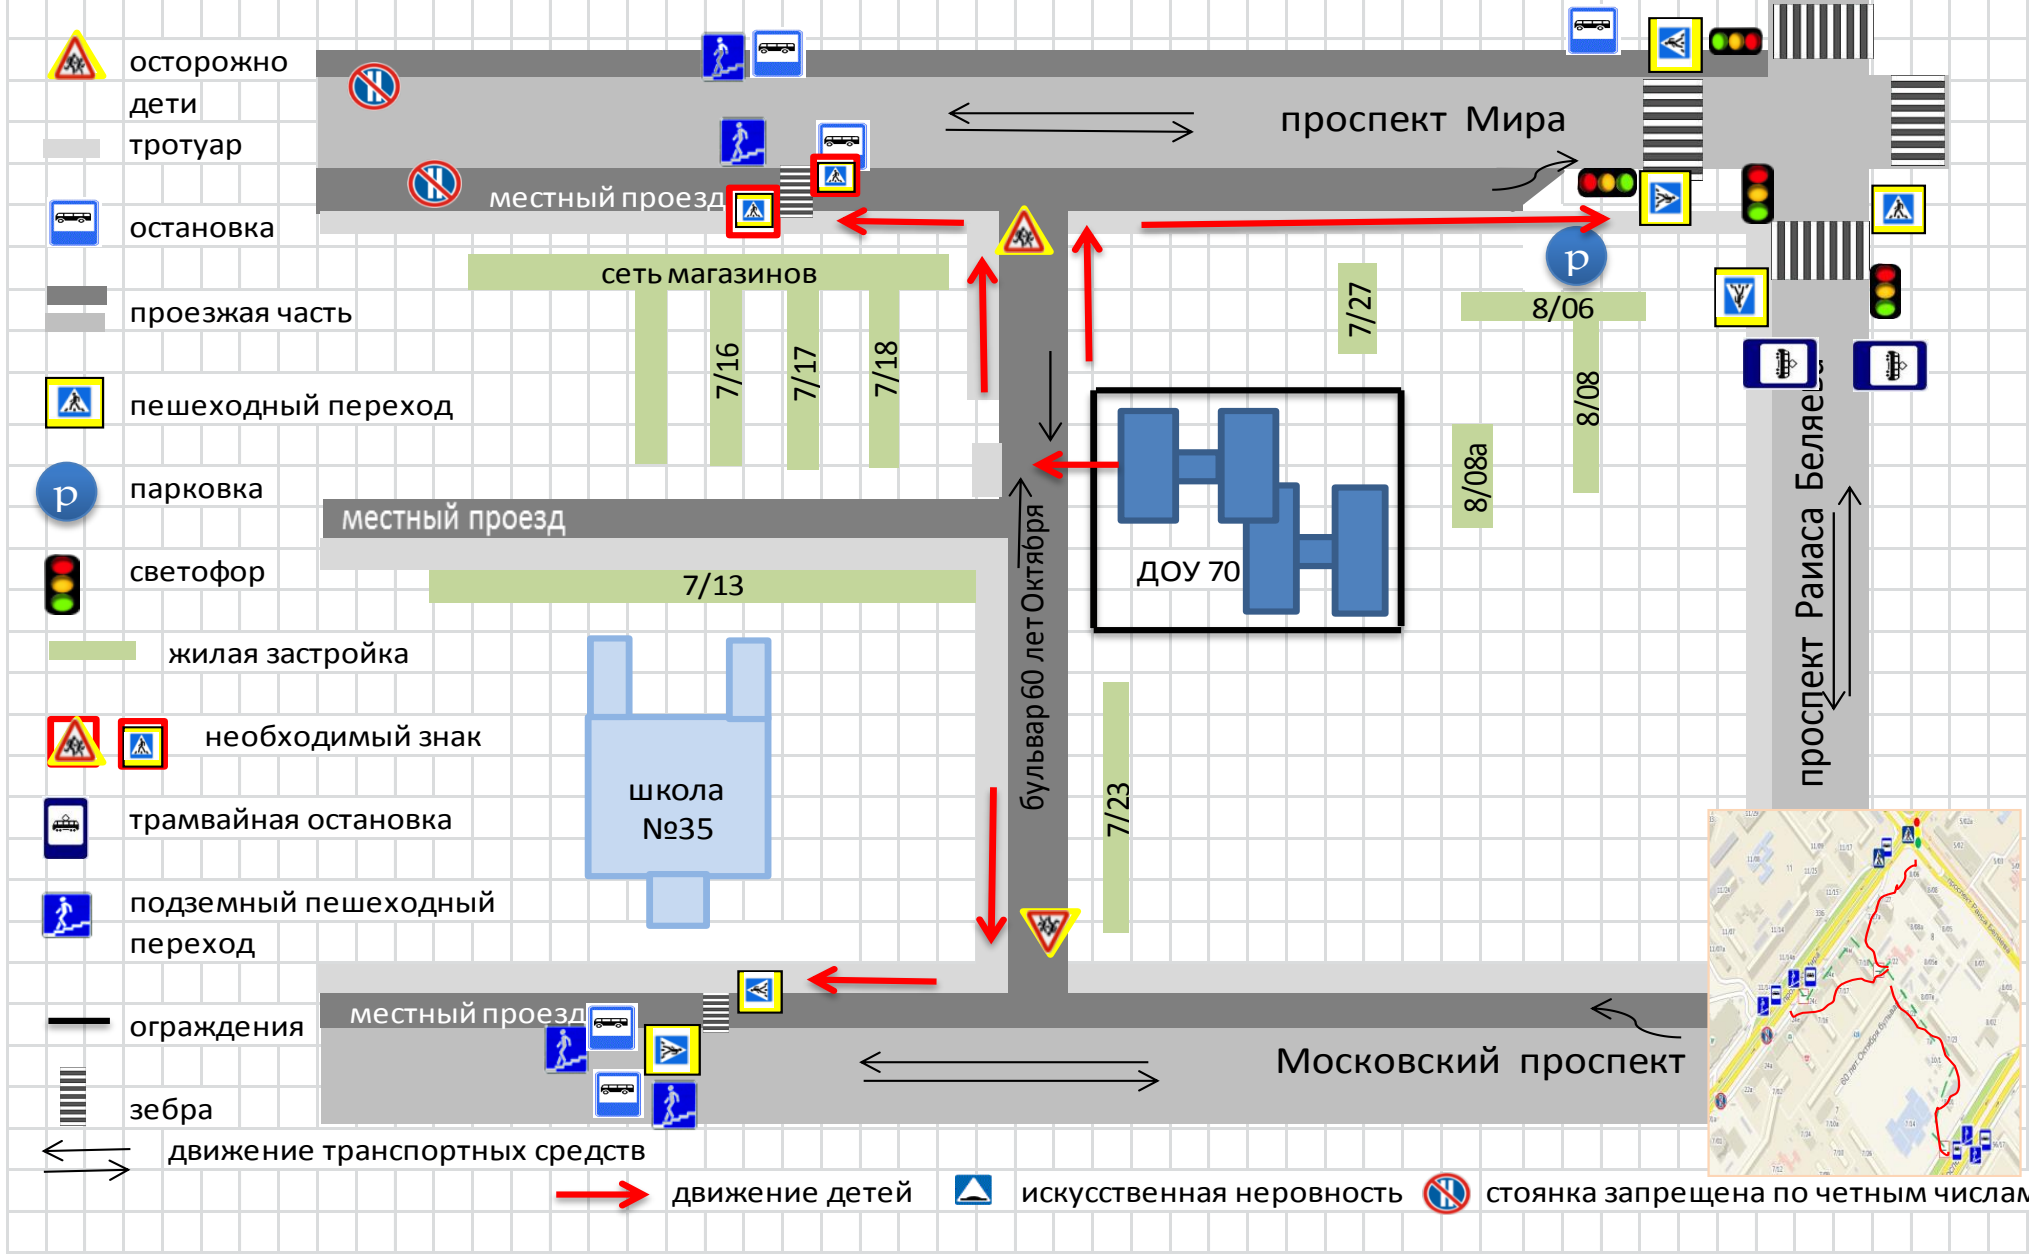 осторожно
дети
тротуар
остановка
проезжая часть
пешеходный переход
р
парковка
светофор
жилая застройка
необходимый знак
трамвайная остановка
подземный пешеходный
переход
ограждения
зебра
движение транспортных средств
движение детей
искусственная неровность
стоянка запрещена по четным числам
проспект Мира
местный проезд
сеть магазинов
7/16
7/17
7/18
7/27
р
8/06
8/08
8/08а
местный проезд
7/13
ДОУ 70
бульвар 60 лет Октября
проспект Раиса Беляева
школа
№35
7/23
местный проезд
Московский проспект